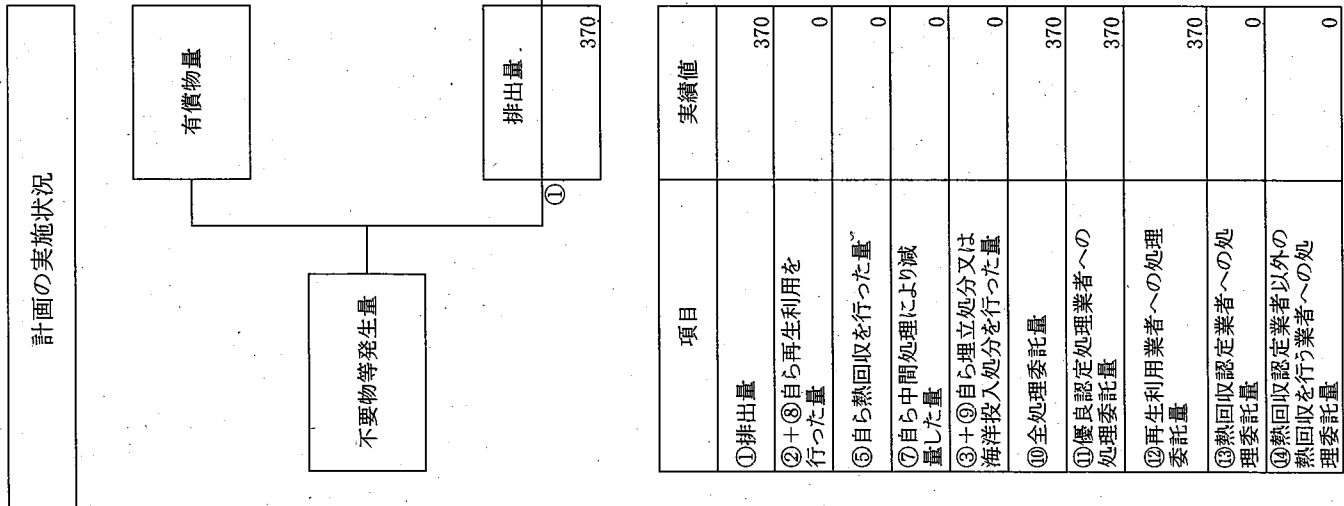 計画の実施状況
不要物等発生量
有償物量
①
排出量
370
項目
実績値
①排出量
370
②+⑧自ら再生利用を
行った量
0
⑤自ら熱回収を行った量
0
⑦自ら中間処理により減
量した量
0
③+⑨自ら埋立処分又は
海洋投入処分を行った量
0
⑩全処理委託量
370
⑪優良認定処理業者への
処理委託量
370
⑫再生利用業者への処理
委託量
370
⑬熱回収認定業者への処
理委託量
0
⑭熱回収認定業者以外の
熱回収を行う業者への処
理委託量
0